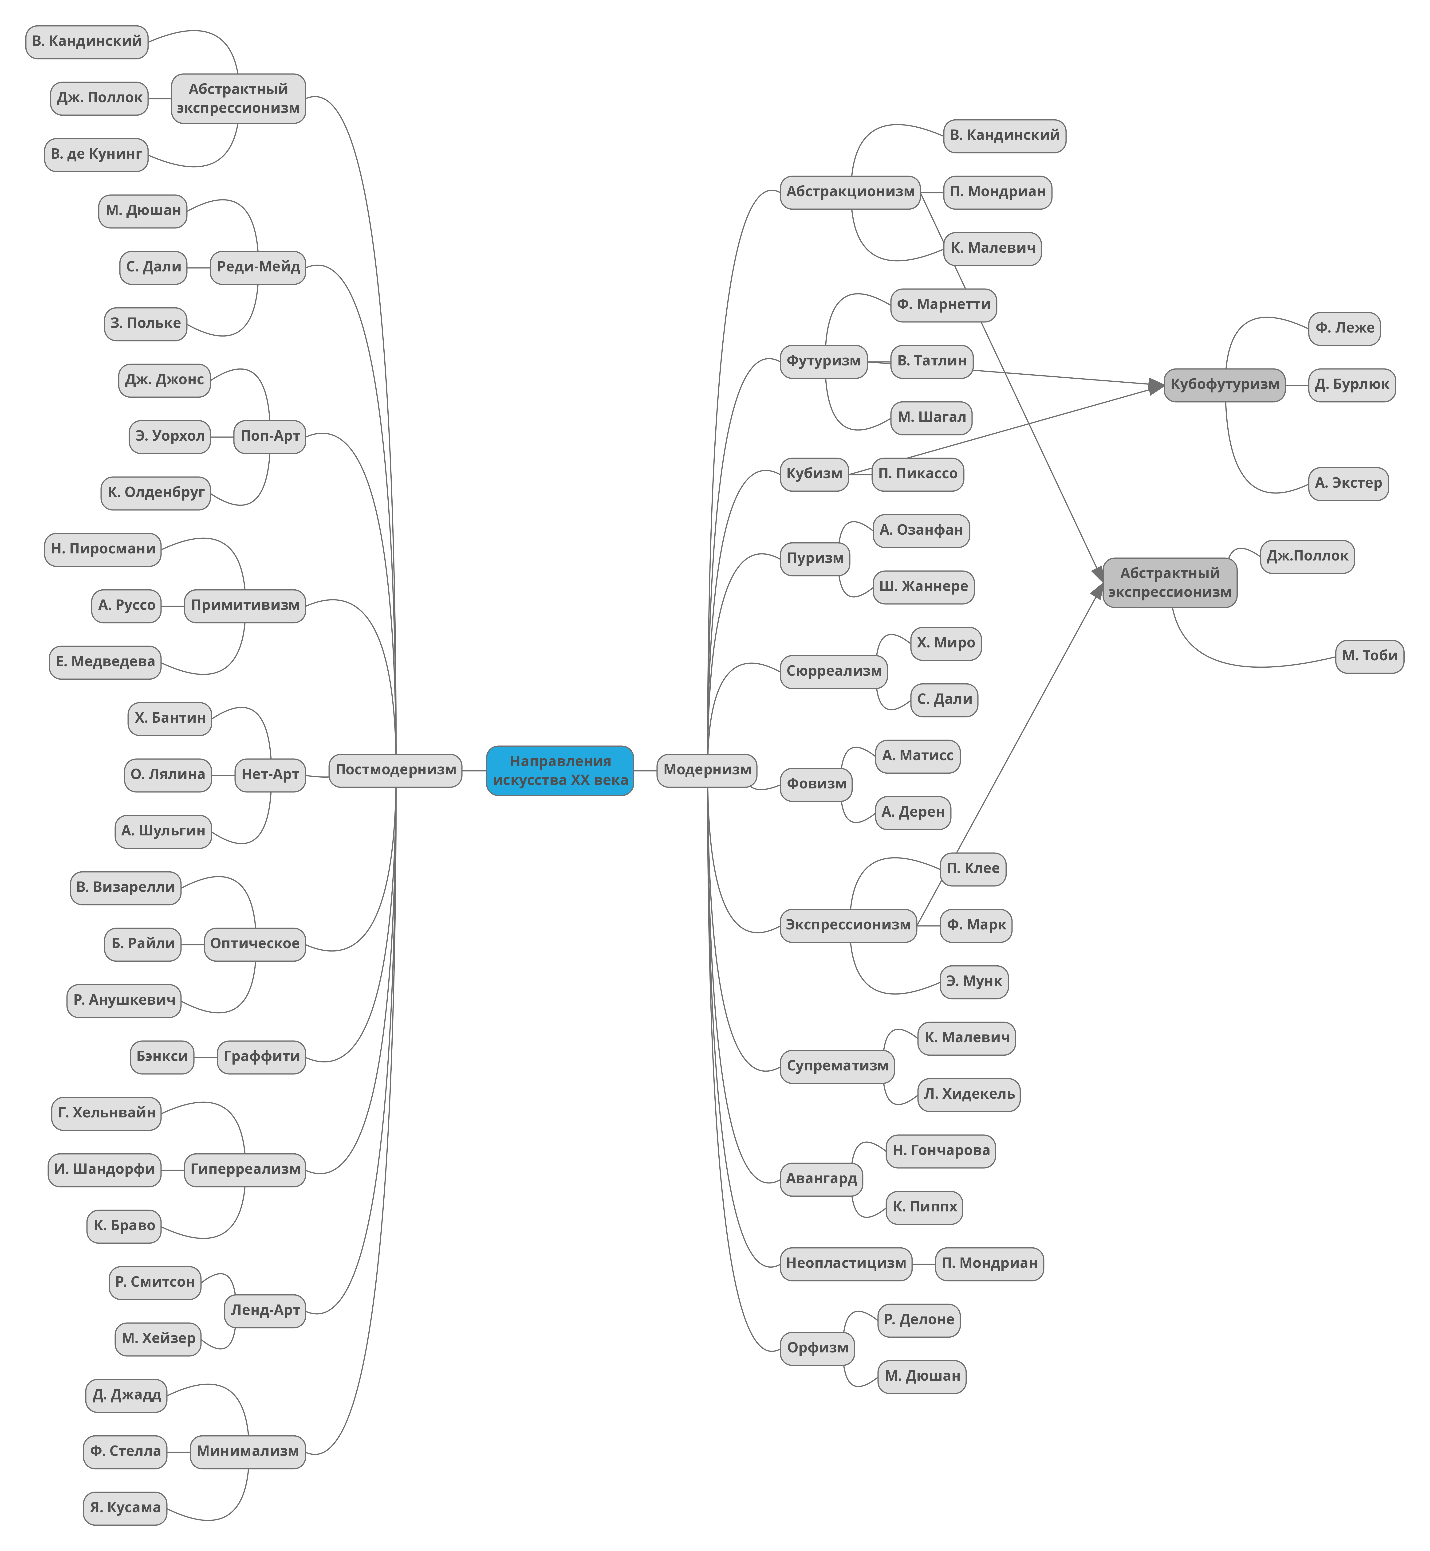 Направления
искусства XX века
Постмодернизм
Абстрактный
экспрессионизм
В. Кандинский
Дж. Поллок
В. де Кунинг
Реди-Мейд
М. Дюшан
С. Дали
З. Польке
Поп-Арт
Дж. Джонс
Э. Уорхол
К. Олденбруг
Примитивизм
Н. Пиросмани
А. Руссо
Е. Медведева
Нет-Арт
Х. Бантин
О. Лялина
А. Шульгин
Оптическое
В. Визарелли
Б. Райли
Р. Анушкевич
Граффити
Бэнкси
Гиперреализм
Г. Хельнвайн
И. Шандорфи
К. Браво
Ленд-Арт
Р. Смитсон
М. Хейзер
Минимализм
Д. Джадд
Ф. Стелла
Я. Кусама
Модернизм
Абстракционизм
В. Кандинский
П. Мондриан
К. Малевич
Футуризм
Ф. Марнетти
В. Татлин
М. Шагал
Кубизм
П. Пикассо
Кубофутуризм
Ф. Леже
Д. Бурлюк
А. Экстер
Пуризм
А. Озанфан
Ш. Жаннере
Абстрактный
экспрессионизм
Дж.Поллок
М. Тоби
Сюрреализм
Х. Миро
С. Дали
Фовизм
А. Матисс
А. Дерен
Экспрессионизм
П. Клее
Ф. Марк
Э. Мунк
Супрематизм
К. Малевич
Л. Хидекель
Авангард
Н. Гончарова
К. Пиппх
Неопластицизм
П. Мондриан
Орфизм
Р. Делоне
М. Дюшан